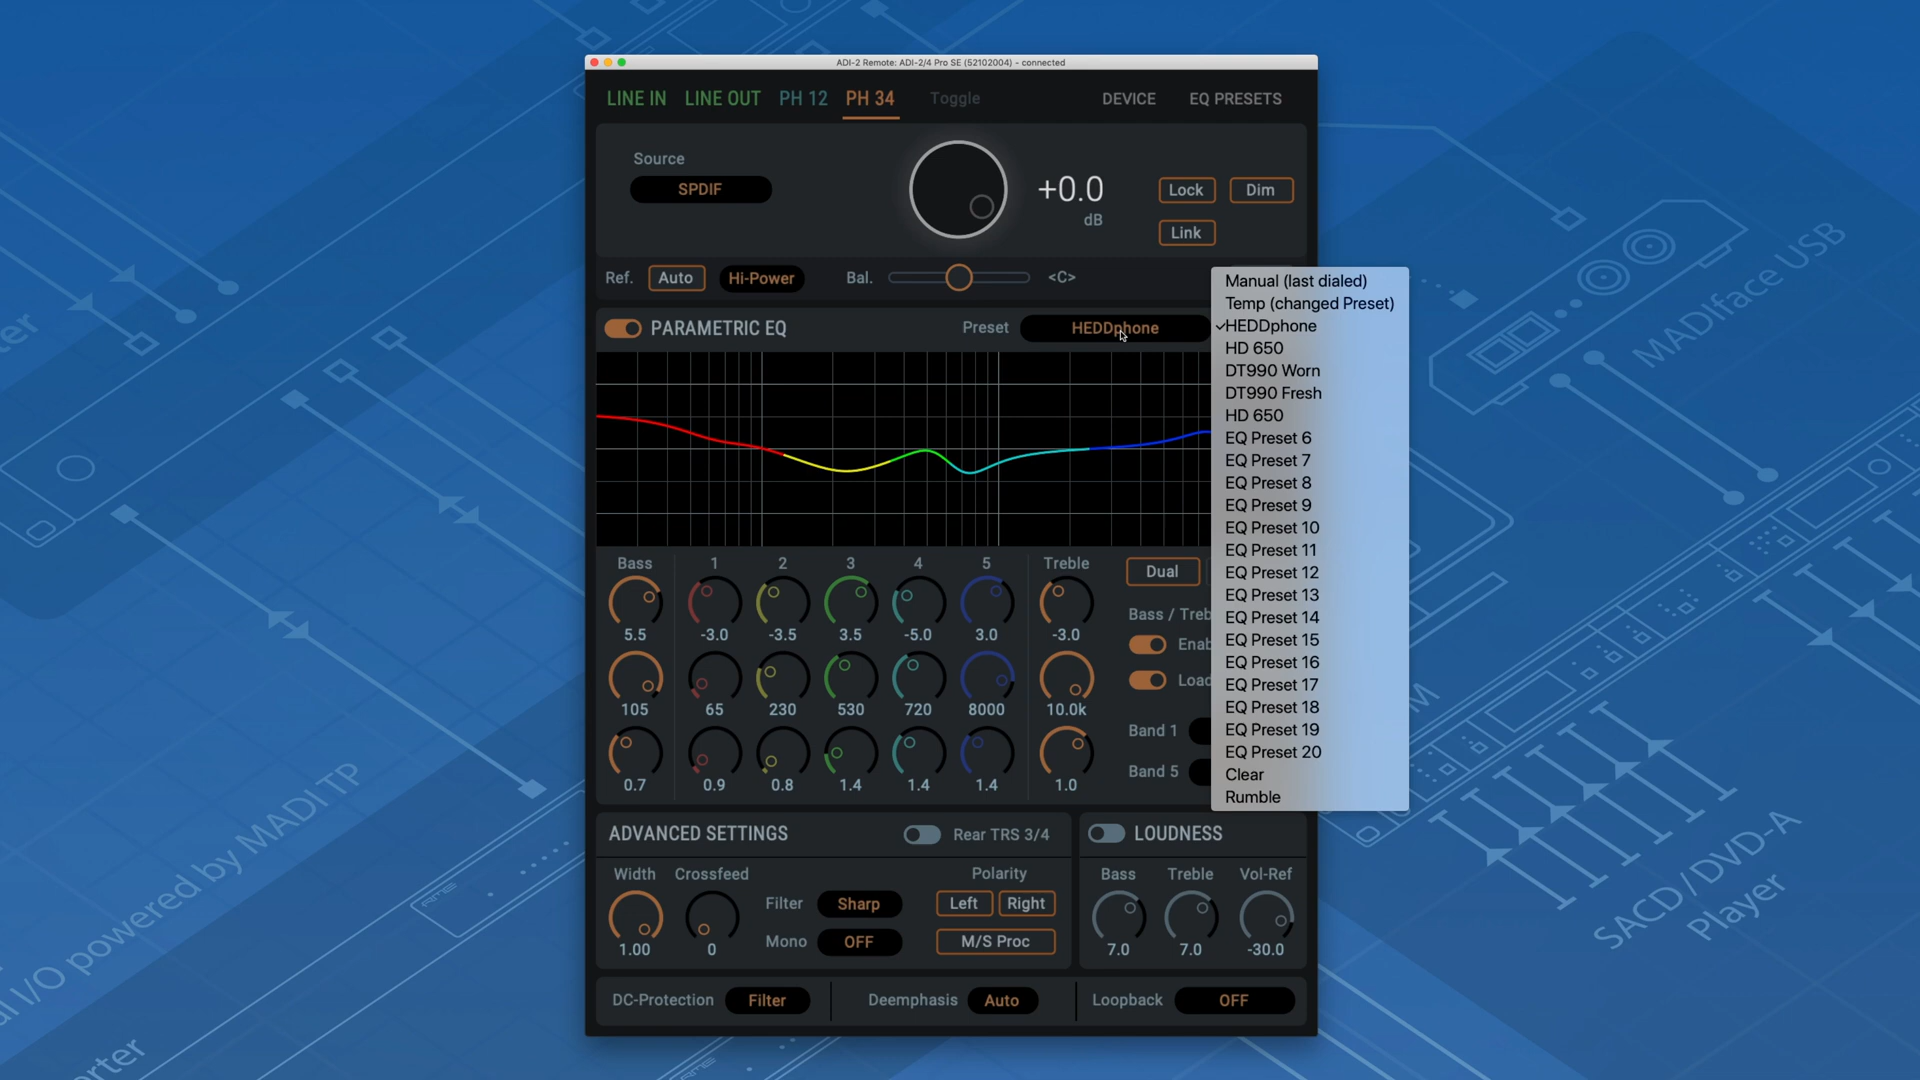 ADI-2 Remote: ADI-2/4 Pro SE (52102004) - connected
LINE IN LINE OUT PH 12 PH 34 Toggle DEVICE EQ PRESETS
Source
SPDIF
+0.0
dB
Lock Dim
Link
Ref. Auto Hi-Power Bal. <C>
PARAMETRIC EQ Preset HEDDphone
Manual (last dialed)
Temp (changed Preset)
✓HEDDphone
HD 650
DT990 Worn
DT990 Fresh
HD 650
EQ Preset 6
EQ Preset 7
EQ Preset 8
EQ Preset 9
EQ Preset 10
EQ Preset 11
EQ Preset 12
EQ Preset 13
EQ Preset 14
EQ Preset 15
EQ Preset 16
EQ Preset 17
EQ Preset 18
EQ Preset 19
EQ Preset 20
Clear
Rumble
Bass 1 2 3 4 5 Treble
5.5 -3.0 -3.5 3.5 -5.0 3.0 -3.0
105 65 230 530 720 8000 10.0k
0.7 0.9 0.8 1.4 1.4 1.4 1.0
Dual
Bass / Treb
Enab
Load
Band 1
Band 5
ADVANCED SETTINGS Rear TRS 3/4
Width Crossfeed Polarity
Filter Sharp Left Right
Mono OFF M/S Proc
1.00 0
LOUDNESS
Bass Treble Vol-Ref
7.0 7.0 -30.0
DC-Protection Filter Deemphasis Auto Loopback OFF
MADIface USB
SACD/DVD-A
Player
I/O powered by MADI TP
RME